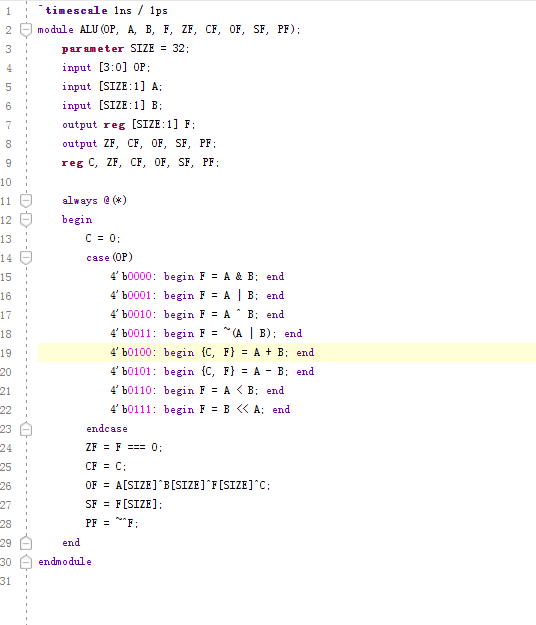 1 `timescale 1ns / 1ps
2 module ALU(OP, A, B, F, ZF, CF, OF, SF, PF);
3 parameter SIZE = 32;
4 input [3:0] OP;
5 input [SIZE:1] A;
6 input [SIZE:1] B;
7 output reg [SIZE:1] F;
8 output ZF, CF, OF, SF, PF;
9 reg C, ZF, CF, OF, SF, PF;
10
11 always @(*)
12 begin
13 C = 0;
14 case(OP)
15 4'b0000: begin F = A & B; end
16 4'b0001: begin F = A | B; end
17 4'b0010: begin F = A ^ B; end
18 4'b0011: begin F = ~(A | B); end
19 4'b0100: begin {C, F} = A + B; end
20 4'b0101: begin {C, F} = A - B; end
21 4'b0110: begin F = A < B; end
22 4'b0111: begin F = B << A; end
23 endcase
24 ZF = F === 0;
25 CF = C;
26 OF = A[SIZE]^B[SIZE]^F[SIZE]^C;
27 SF = F[SIZE];
28 PF = ~^F;
29 end
30 endmodule
31